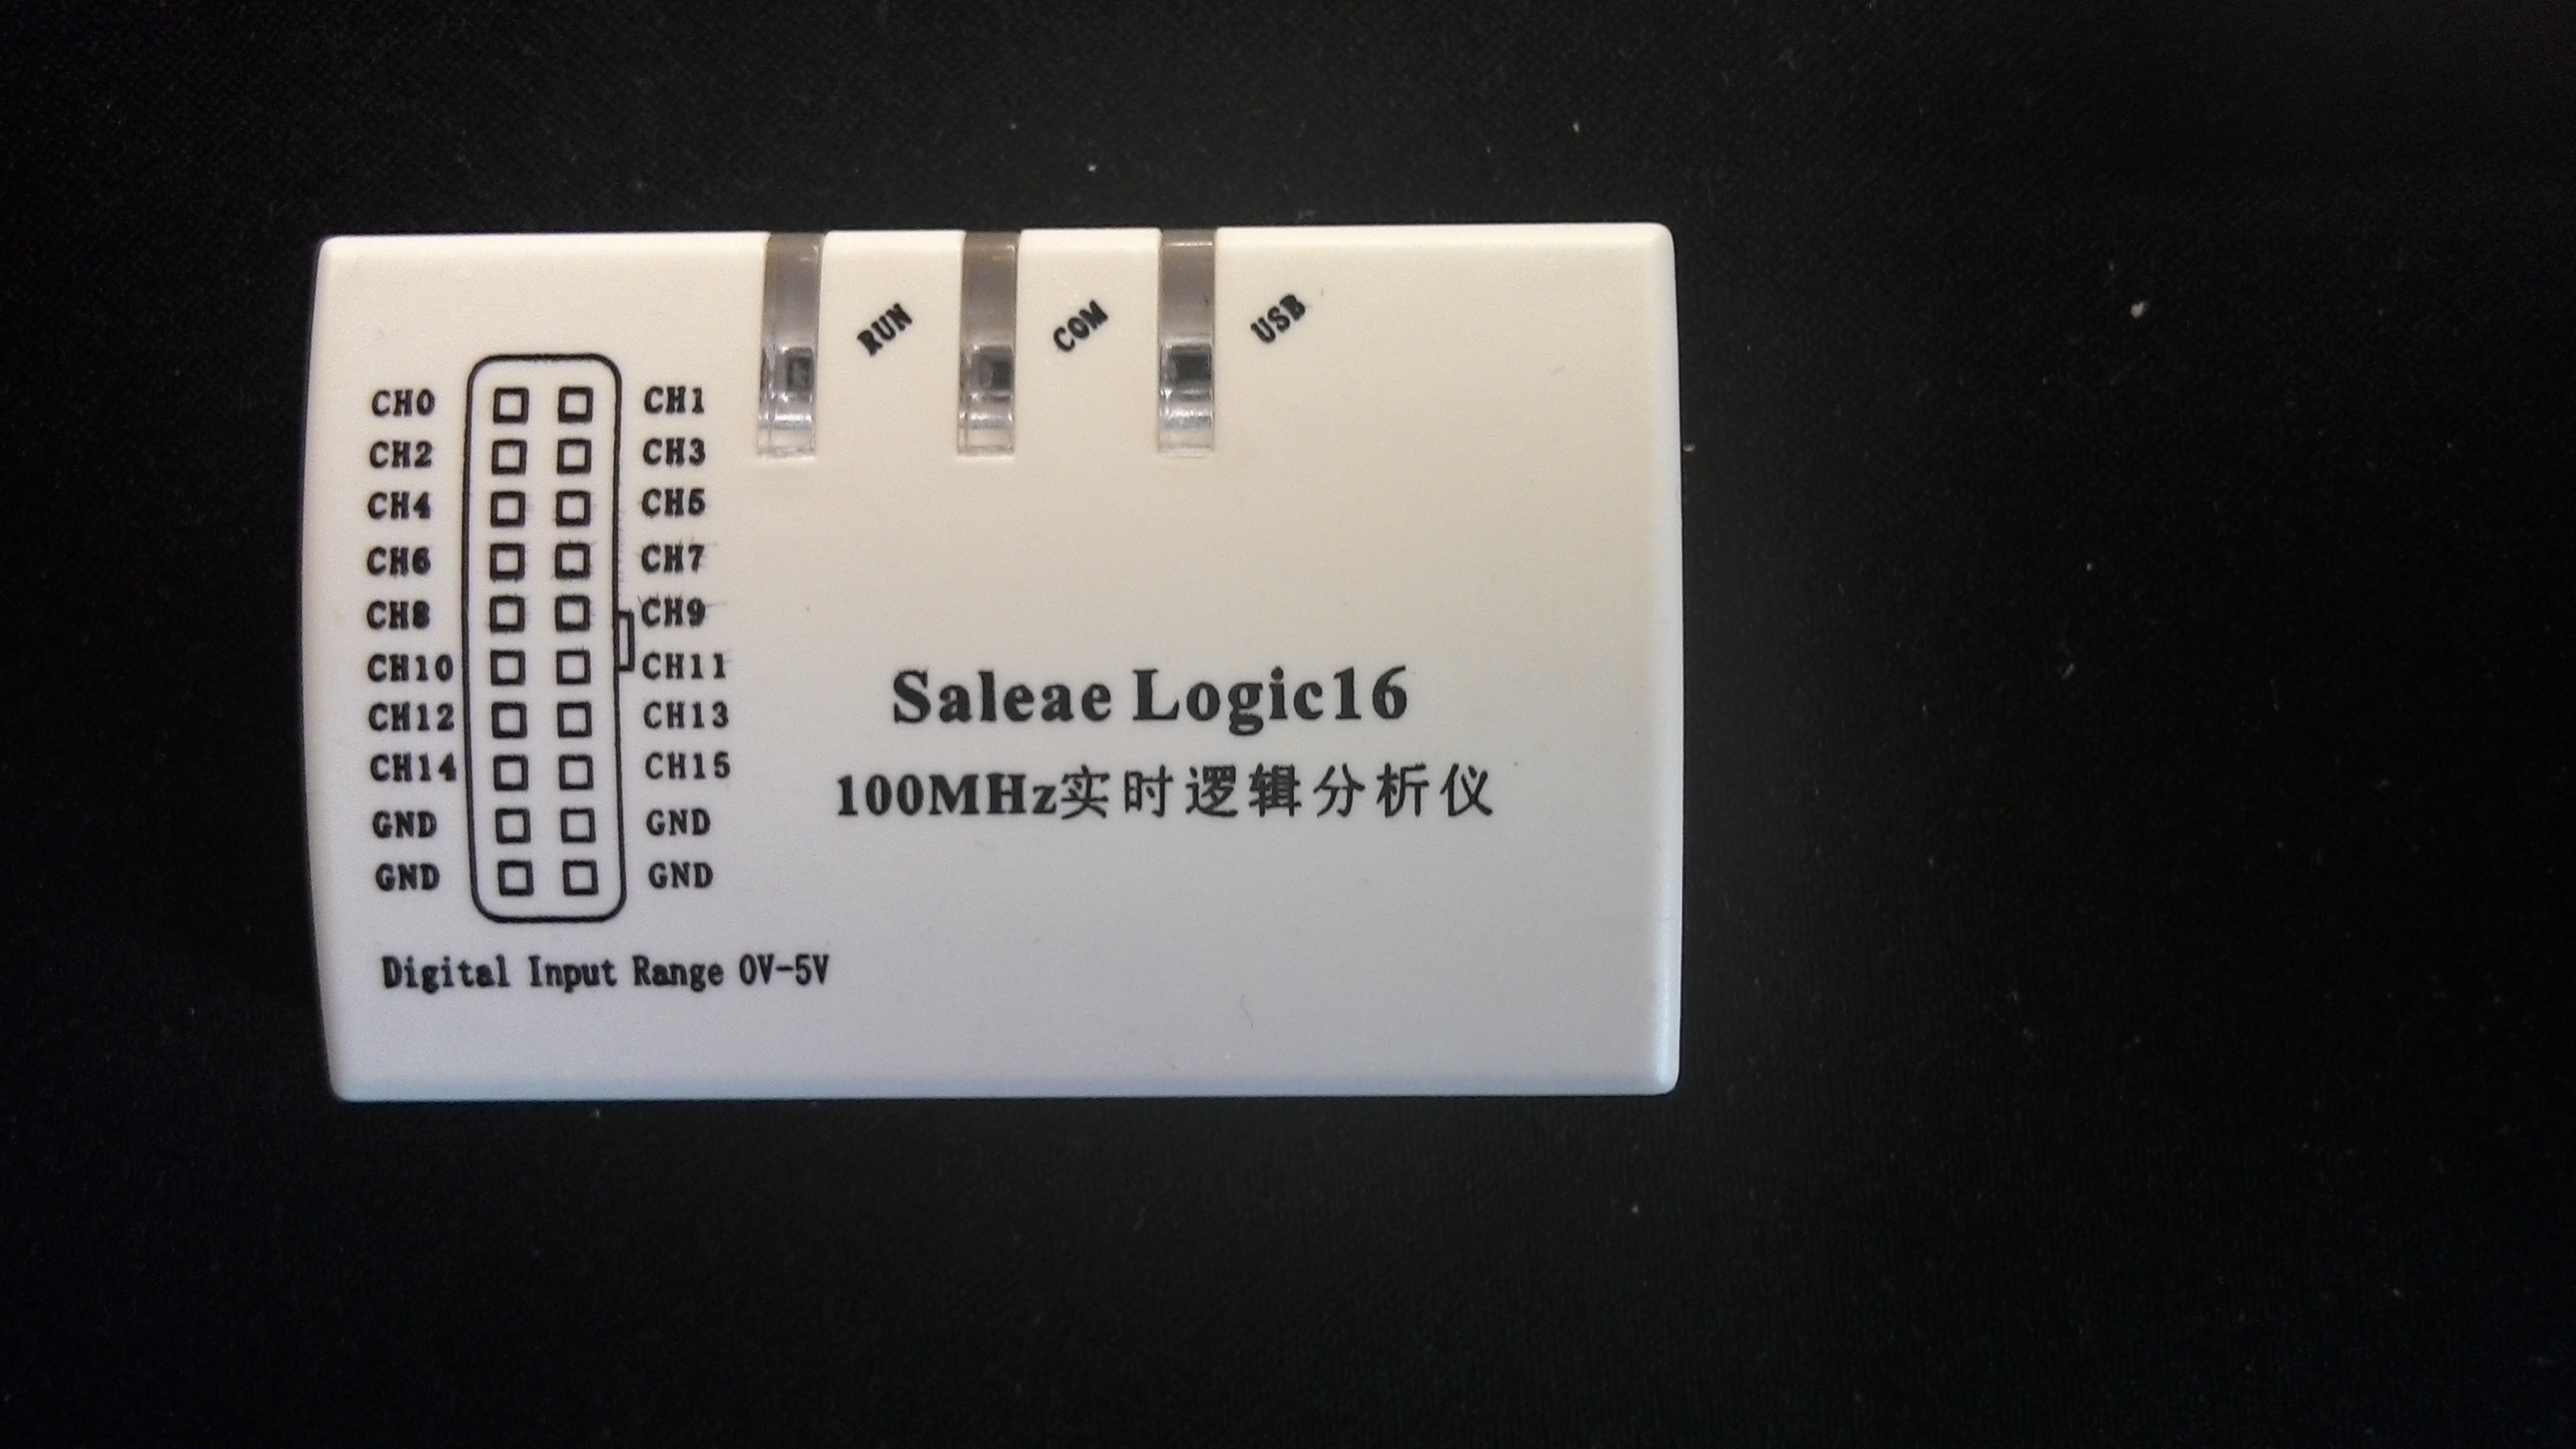 RUN COM USB
CH0 CH1
CH2 CH3
CH4 CH5
CH6 CH7
CH8 CH9
CH10 CH11
CH12 CH13
CH14 CH15
GND GND
GND GND
Digital Input Range 0V-5V
Saleae Logic16
100MHz实时逻辑分析仪